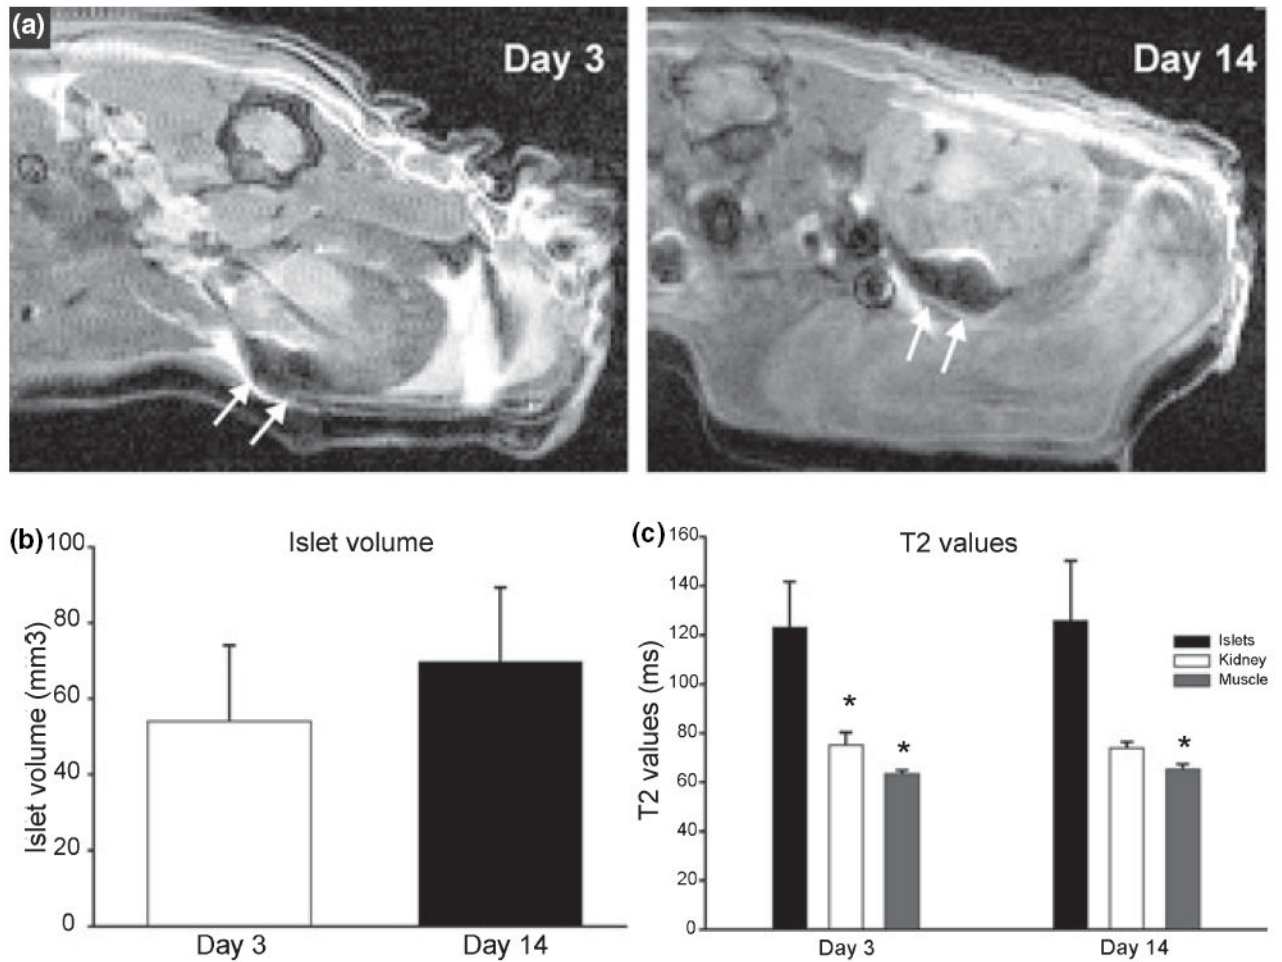 (a)
Day 3
Day 14
(b)
Islet volume
Islet volume (mm3)
100
80
60
40
20
0
Day 3
Day 14
(c)
T2 values
T2 values (ms)
160
140
120
100
80
60
40
20
0
*
*
*
Islets
Kidney
Muscle
Day 3
Day 14